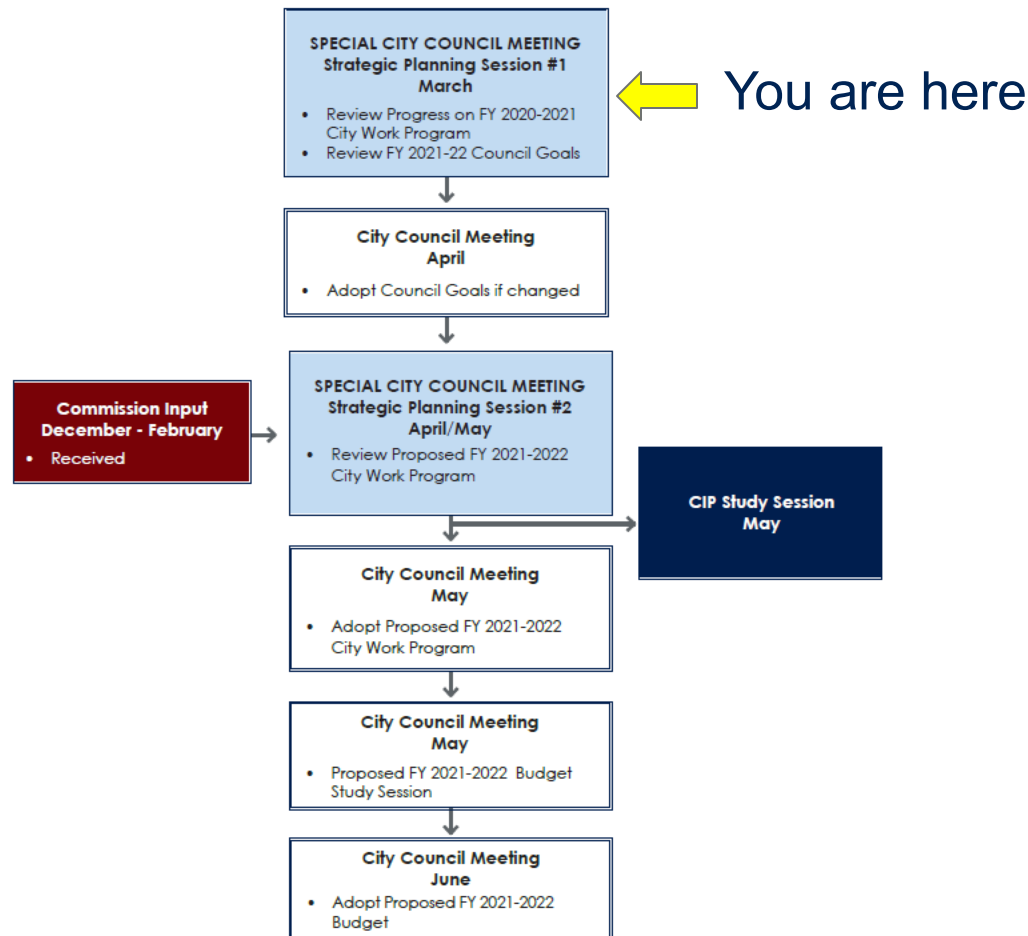 SPECIAL CITY COUNCIL MEETING
Strategic Planning Session #1
March
• Review Progress on FY 2020-2021
City Work Program
• Review FY 2021-22 Council Goals
You are here
City Council Meeting
April
• Adopt Council Goals if changed
Commission Input
December - February
• Received
SPECIAL CITY COUNCIL MEETING
Strategic Planning Session #2
April/May
• Review Proposed FY 2021-2022
City Work Program
CIP Study Session
May
City Council Meeting
May
• Adopt Proposed FY 2021-2022
City Work Program
City Council Meeting
May
• Proposed FY 2021-2022 Budget
Study Session
City Council Meeting
June
• Adopt Proposed FY 2021-2022
Budget